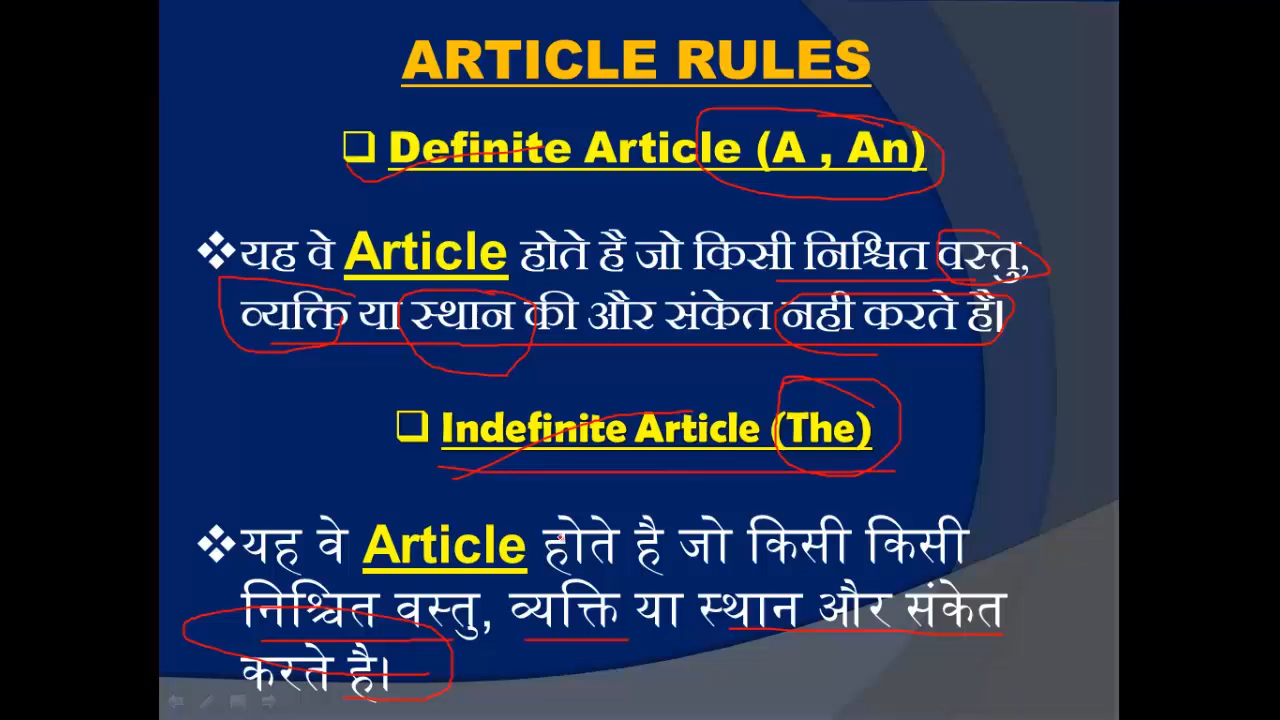 ARTICLE RULES
Definite Article (A , An)
यह वे Article होते है जो किसी निश्चित वस्तु,
व्यक्ति या स्थान की और संकेत नही करते है।
Indefinite Article (The)
यह वे Article होते है जो किसी किसी
निश्चित वस्तु, व्यक्ति या स्थान और संकेत
करते है।